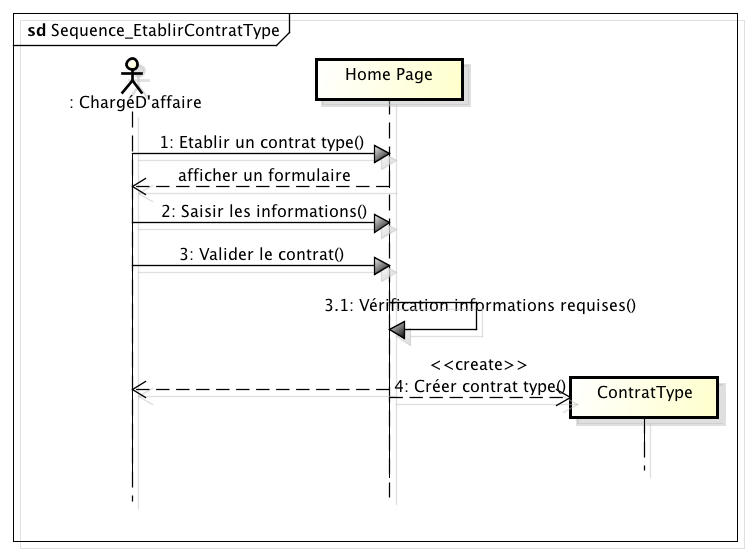 sd Sequence_EtablirContratType
Home Page
: ChargéD'affaire
1: Etablir un contrat type()
afficher un formulaire
2: Saisir les informations()
3: Valider le contrat()
3.1: Vérification informations requises()
<<create>>
4: Créer contrat type()
ContratType